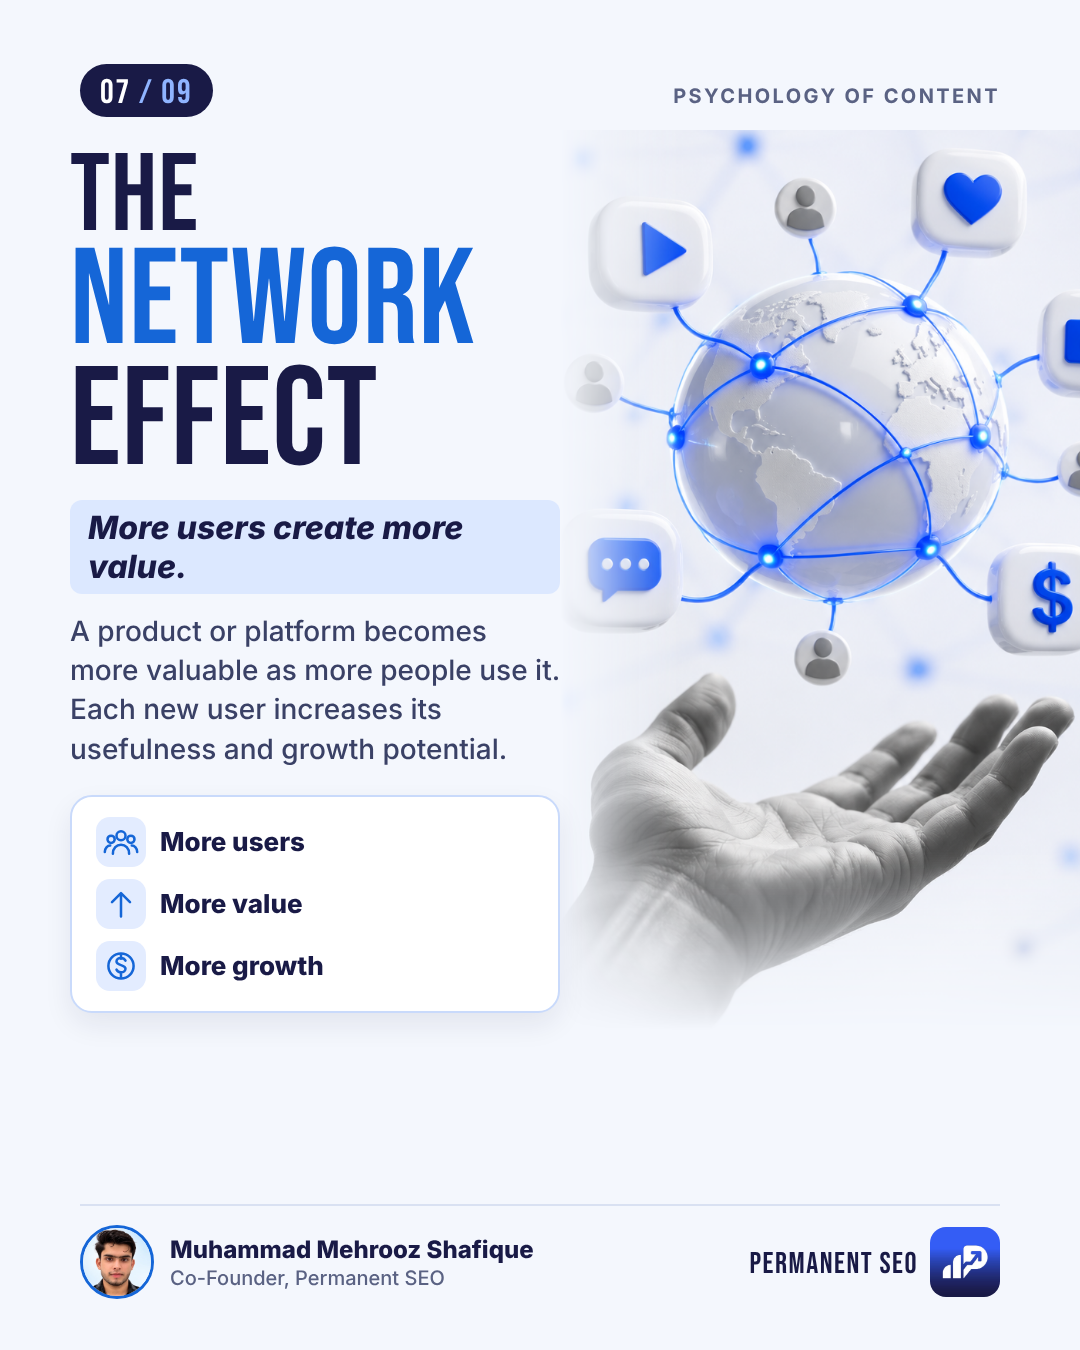 07 / 09
PSYCHOLOGY OF CONTENT
THE
NETWORK
EFFECT
More users create more
value.
A product or platform becomes
more valuable as more people use it.
Each new user increases its
usefulness and growth potential.
More users
More value
More growth
Muhammad Mehrooz Shafique
Co-Founder, Permanent SEO
PERMANENT SEO